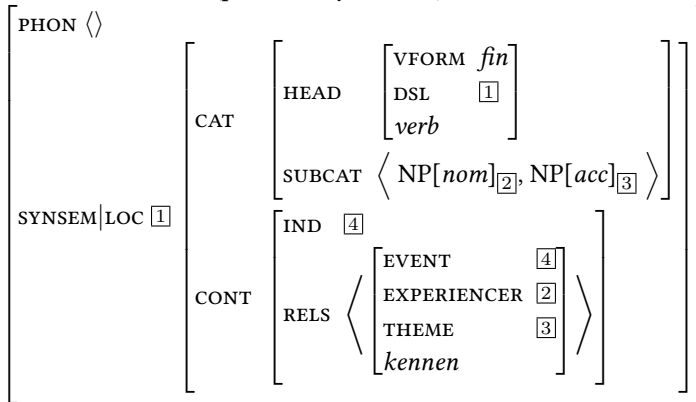 PHON ⟨⟩
VFORM fin
HEAD DSL 1
CAT verb
SUBCAT ⟨ NP[nom]2, NP[acc]3 ⟩
SYNSEM|LOC 1
IND 4
EVENT 4
CONT EXPERIENCER 2
RELS THEME 3
kennen